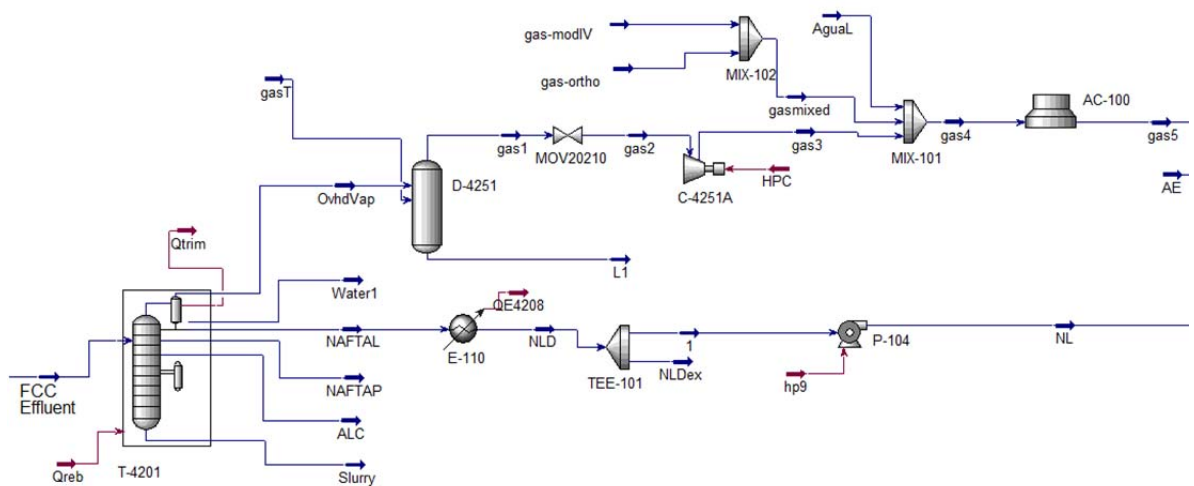 gas-modIV
AguaL
gas-ortho
MIX-102
gasT
gasmixed
AC-100
gas1
MOV20210
gas2
gas3
MIX-101
gas4
gas5
D-4251
C-4251A
HPC
AE
OvhdVap
Qtrim
L1
Water1
QE4208
NAFTAL
E-110
NLD
1
P-104
NL
TEE-101
NLDex
hp9
FCC
Effluent
NAFTAP
ALC
Qreb
T-4201
Slurry